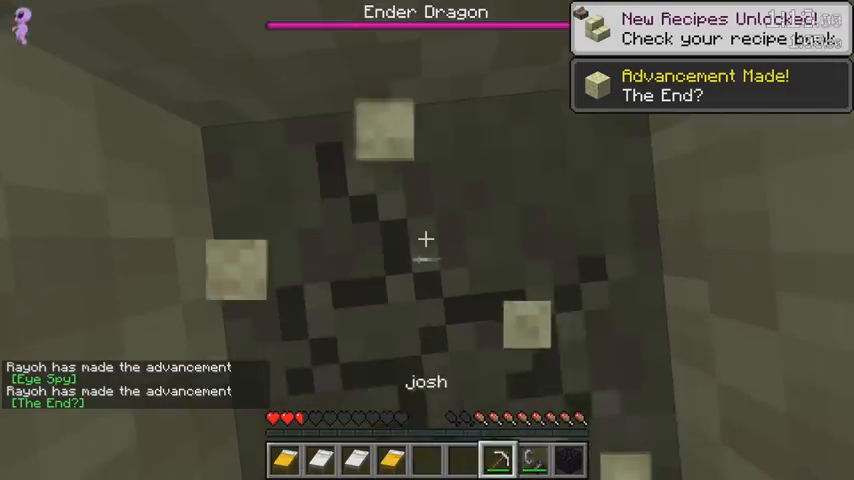 Ender Dragon
New Recipes Unlocked!
Check your recipe book
Advancement Made!
The End?
Rayoh has made the advancement
[Eye Spy]
Rayoh has made the advancement
[The End?]
josh